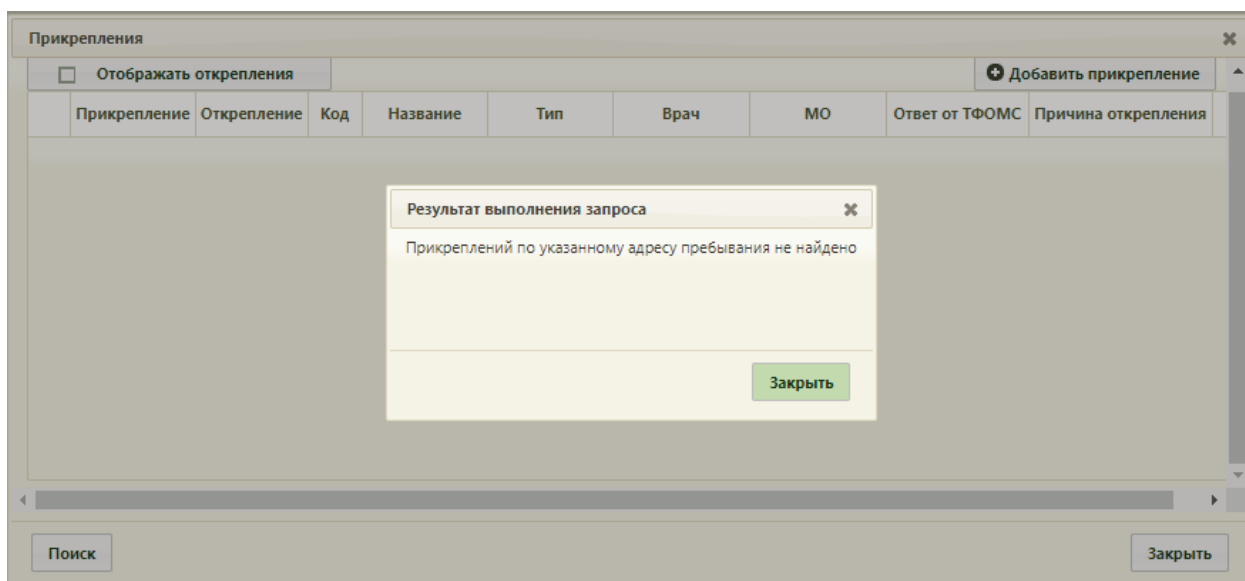 Прикрепления
Отображать открепления
Добавить прикрепление
Прикрепление Открепление Код Название Тип Врач МО Ответ от ТФОМС Причина открепления
Результат выполнения запроса
Прикреплений по указанному адресу пребывания не найдено
Закрыть
Поиск
Закрыть